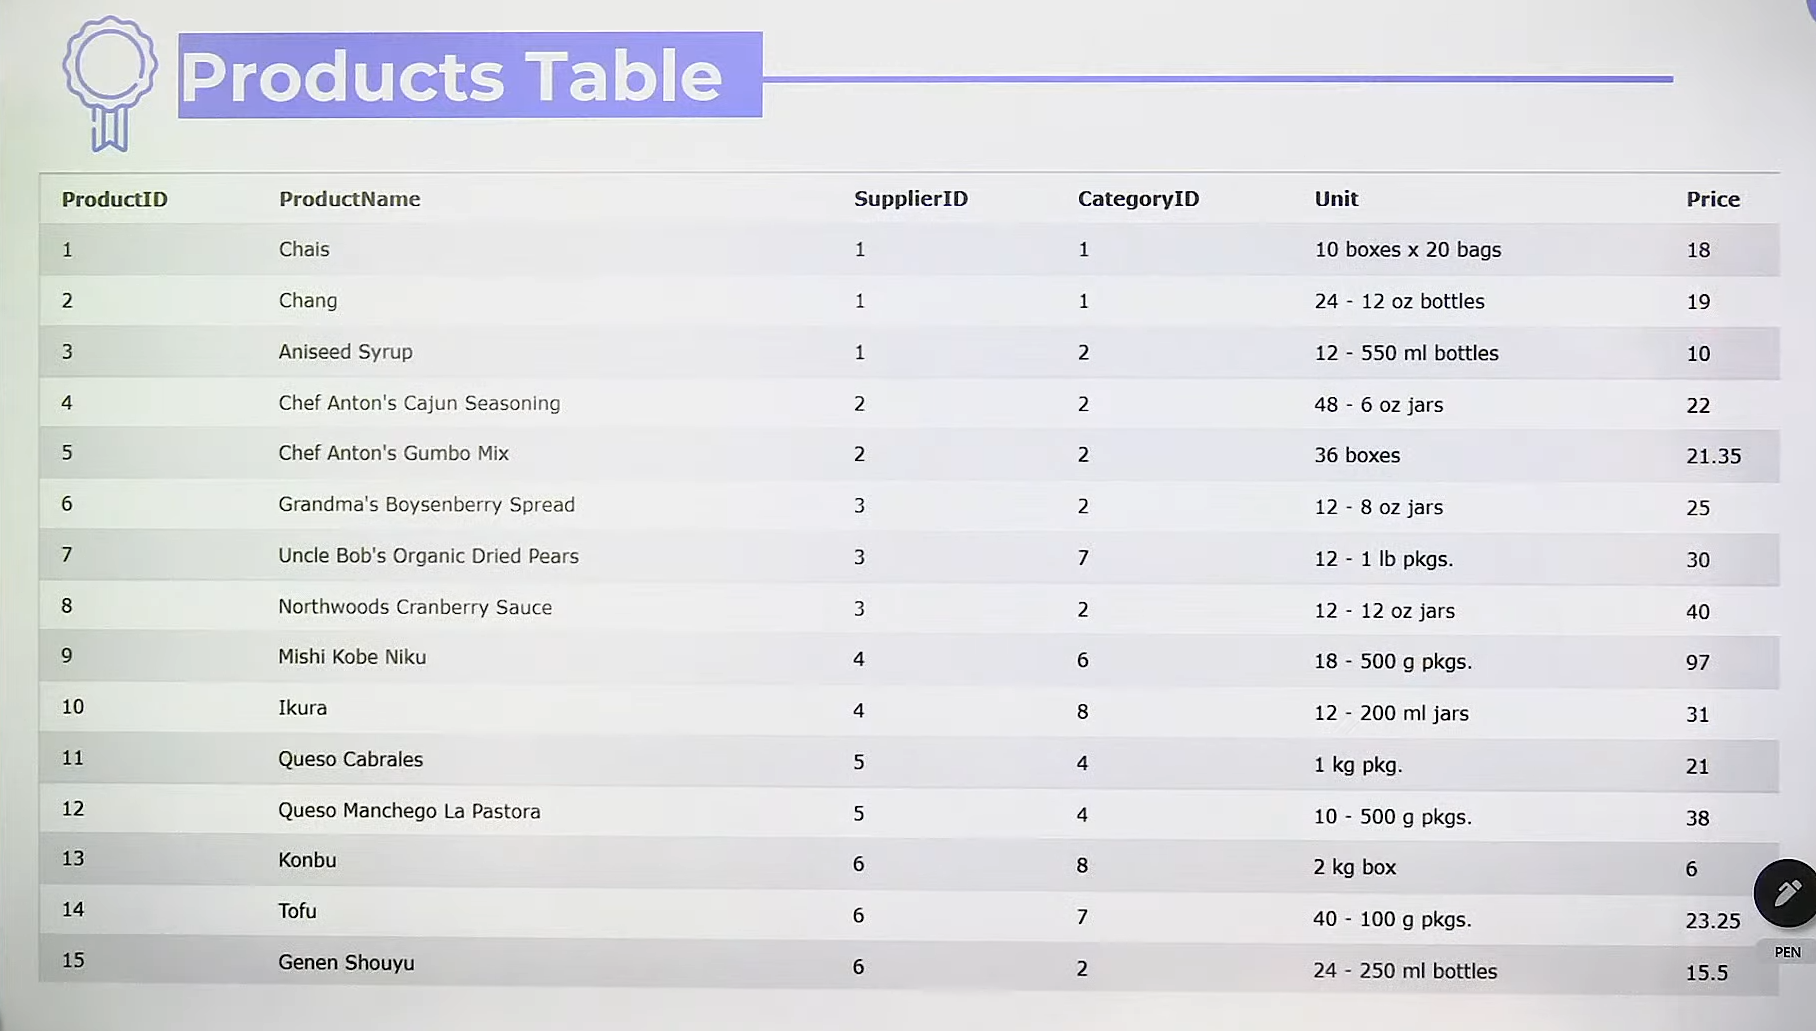 Products Table
ProductID ProductName SupplierID CategoryID Unit Price
1 Chais 1 1 10 boxes x 20 bags 18
2 Chang 1 1 24 - 12 oz bottles 19
3 Aniseed Syrup 1 2 12 - 550 ml bottles 10
4 Chef Anton's Cajun Seasoning 2 2 48 - 6 oz jars 22
5 Chef Anton's Gumbo Mix 2 2 36 boxes 21.35
6 Grandma's Boysenberry Spread 3 2 12 - 8 oz jars 25
7 Uncle Bob's Organic Dried Pears 3 7 12 - 1 lb pkgs. 30
8 Northwoods Cranberry Sauce 3 2 12 - 12 oz jars 40
9 Mishi Kobe Niku 4 6 18 - 500 g pkgs. 97
10 Ikura 4 8 12 - 200 ml jars 31
11 Queso Cabrales 5 4 1 kg pkg. 21
12 Queso Manchego La Pastora 5 4 10 - 500 g pkgs. 38
13 Konbu 6 8 2 kg box 6
14 Tofu 6 7 40 - 100 g pkgs. 23.25
15 Genen Shouyu 6 2 24 - 250 ml bottles 15.5
PEN